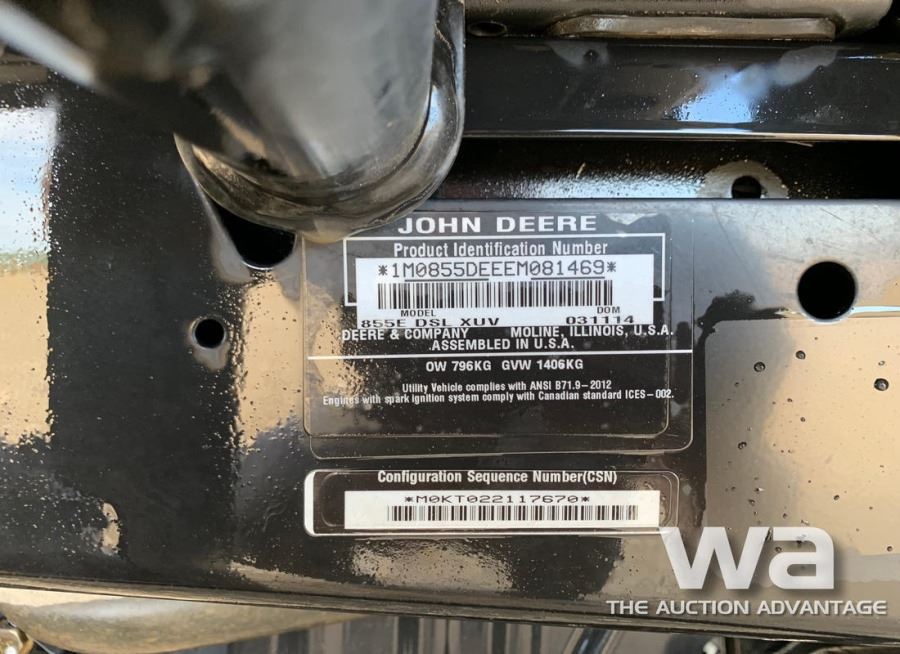 JOHN DEERE
Product Identification Number
*1M0855DEEEM081469*
MODEL DOM
855E DSL XUV 031114
DEERE & COMPANY MOLINE, ILLINOIS, U.S.A.
ASSEMBLED IN U.S.A.
OW 796KG GVW 1406KG
Utility Vehicle complies with ANSI B71.9-2012
Engines with spark ignition system comply with Canadian standard ICES-002.
Configuration Sequence Number(CSN)
*M0KT022117670*
wa
THE AUCTION ADVANTAGE